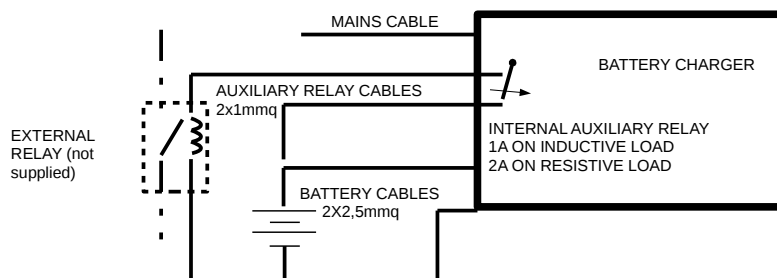 MAINS CABLE
BATTERY CHARGER
AUXILIARY RELAY CABLES
2x1mmq
EXTERNAL
RELAY (not
supplied)
INTERNAL AUXILIARY RELAY
1A ON INDUCTIVE LOAD
2A ON RESISTIVE LOAD
BATTERY CABLES
2X2,5mmq